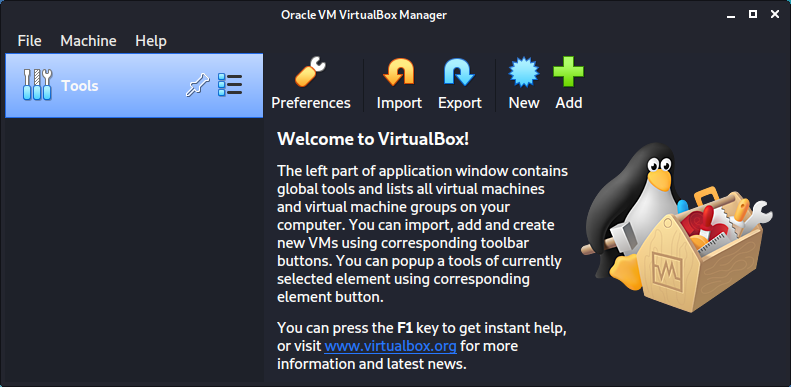 Oracle VM VirtualBox Manager
File Machine Help
Tools
Preferences Import Export New Add
Welcome to VirtualBox!
The left part of application window contains
global tools and lists all virtual machines
and virtual machine groups on your
computer. You can import, add and create
new VMs using corresponding toolbar
buttons. You can popup a tools of currently
selected element using corresponding
element button.
You can press the F1 key to get instant help,
or visit www.virtualbox.org for more
information and latest news.